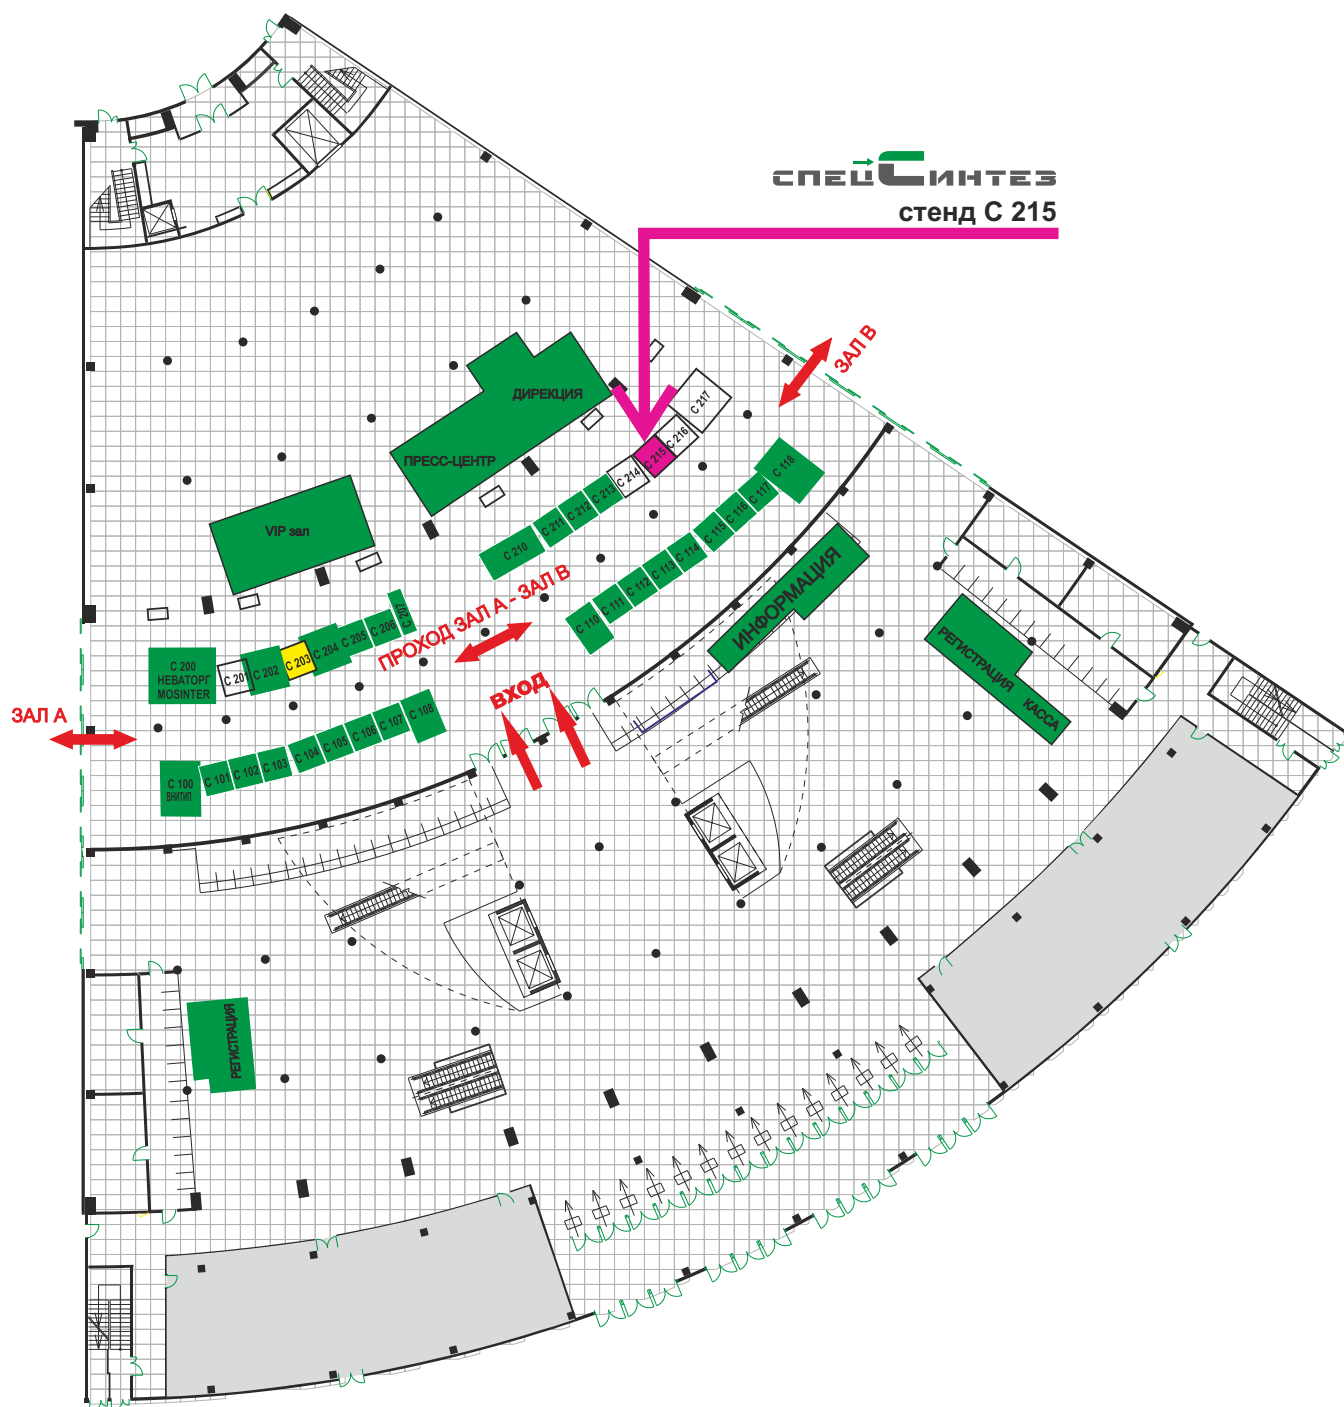 СПЕЦСИНТЕЗ
стенд С 215
ЗАЛ В
ДИРЕКЦИЯ
ПРЕСС-ЦЕНТР
VIP зал
С 217
С 216
С 215
С 214
С 213
С 212
С 211
С 210
С 118
С 117
С 116
С 115
С 114
С 113
С 112
С 111
С 110
ИНФОРМАЦИЯ
РЕГИСТРАЦИЯ КАССА
ПРОХОД ЗАЛ А - ЗАЛ В
С 207
С 206
С 205
С 204
С 203
С 202
С 201
С 200
НЕВАТОРГ
MOSINTER
ВХОД
ЗАЛ А
С 108
С 107
С 106
С 105
С 104
С 103
С 102
С 101
С 100
ВНИТИП
РЕГИСТРАЦИЯ